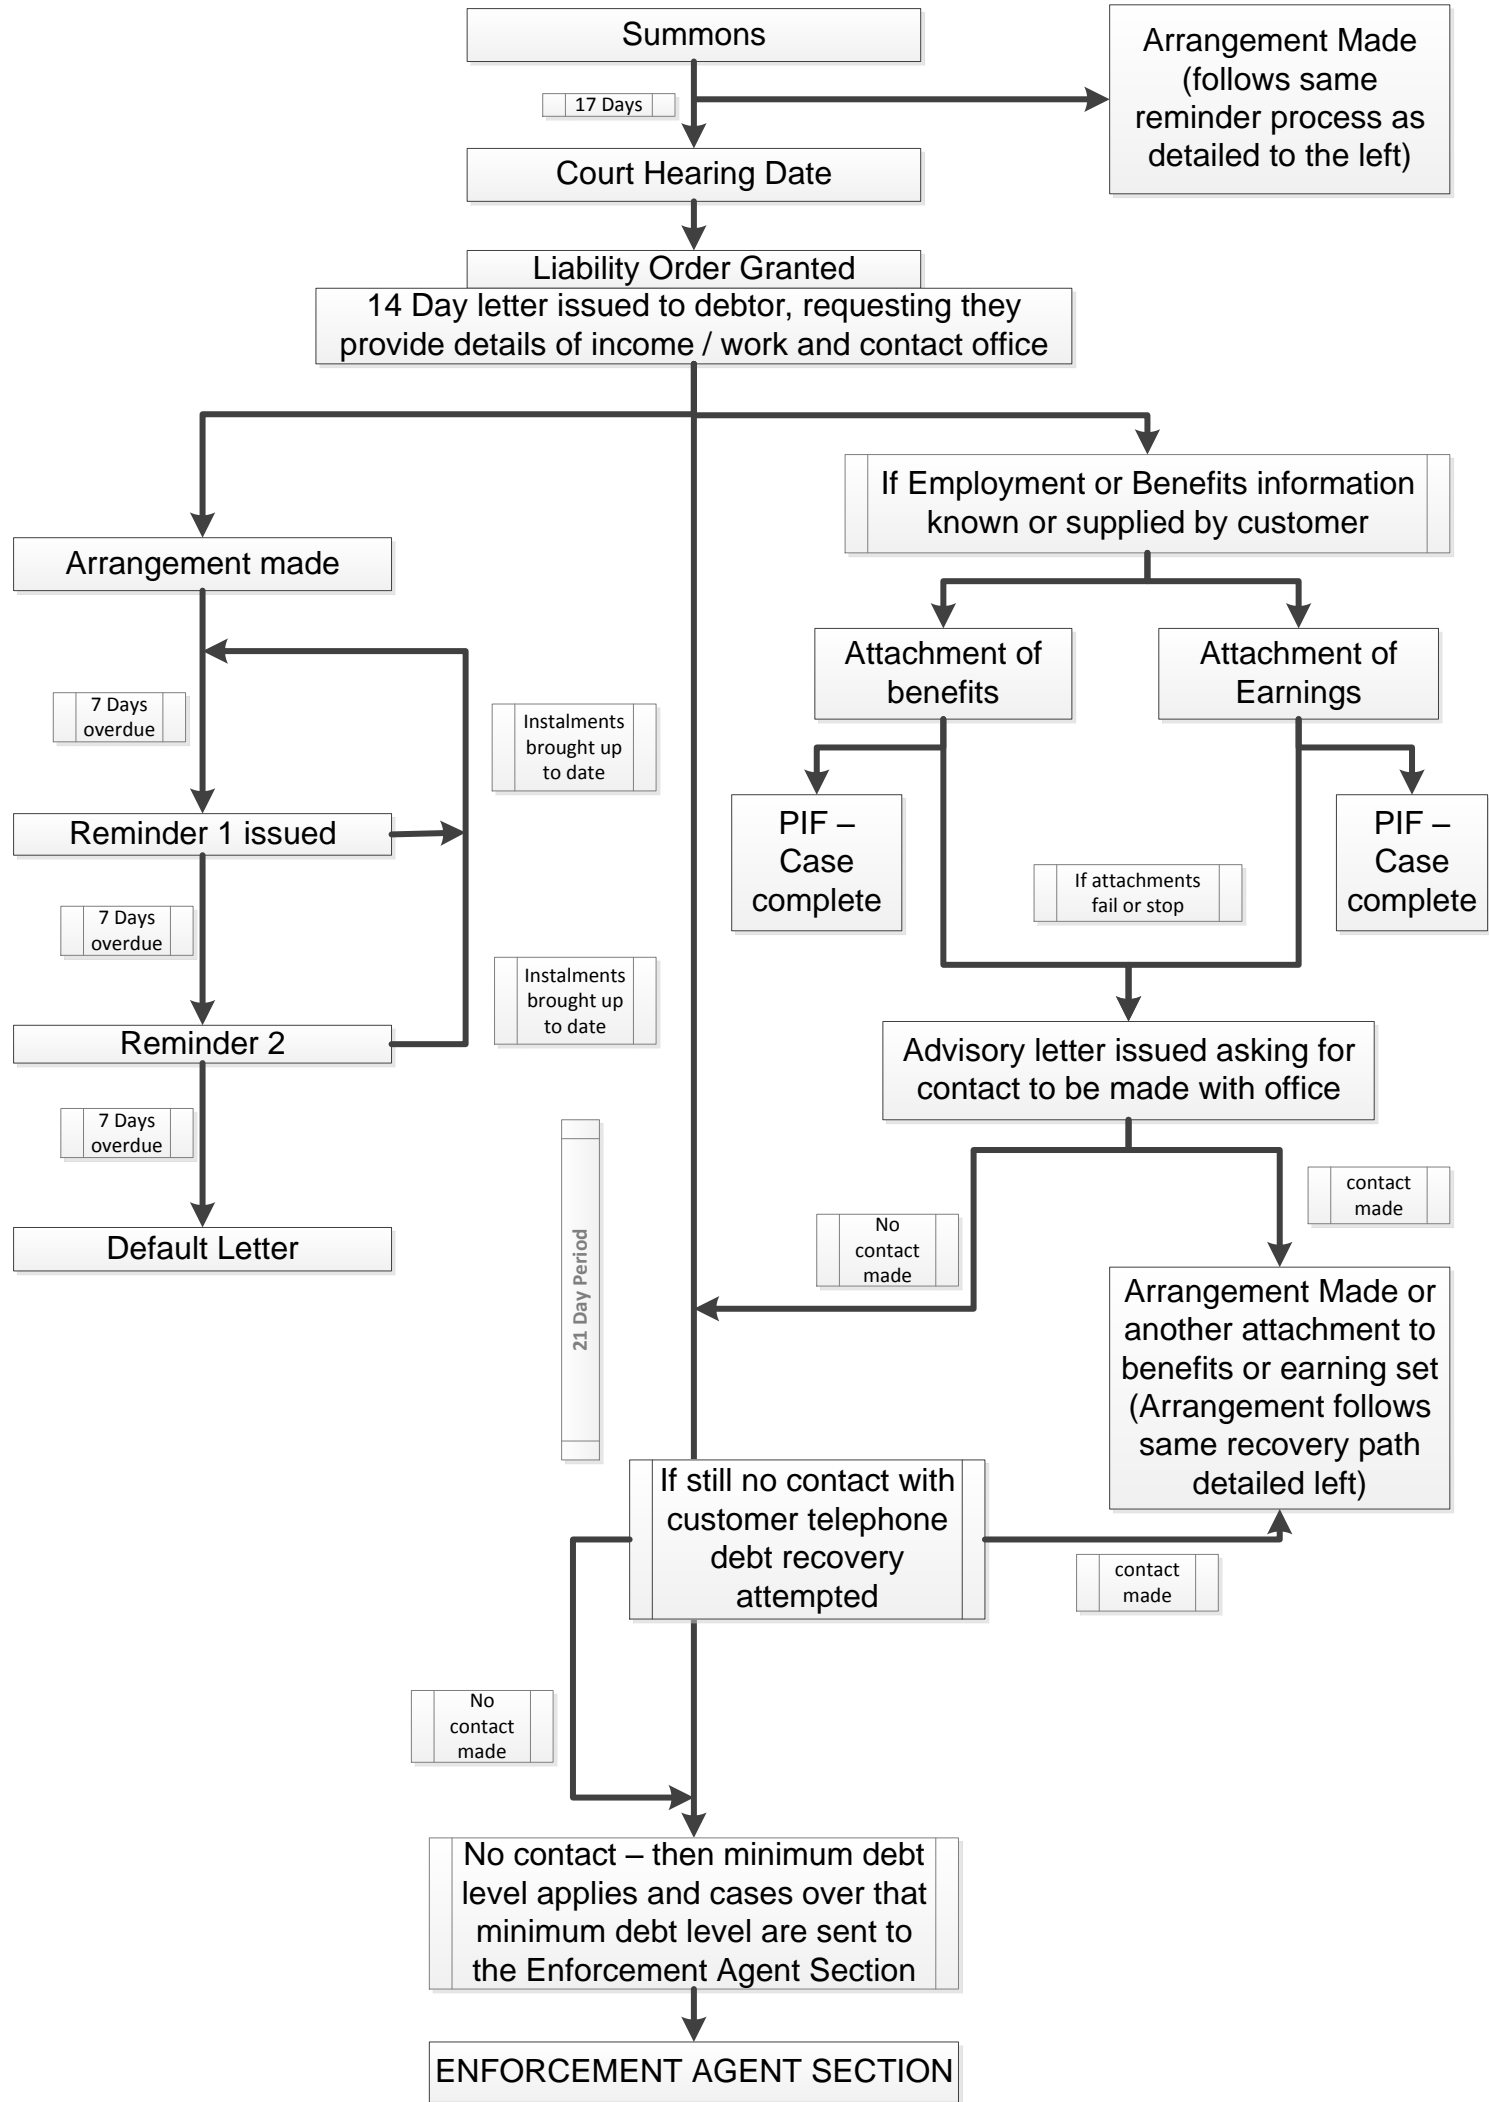 Summons
Arrangement Made
(follows same
reminder process as
detailed to the left)
17 Days
Court Hearing Date
Liability Order Granted
14 Day letter issued to debtor, requesting they
provide details of income / work and contact office
If Employment or Benefits information
known or supplied by customer
Arrangement made
Attachment of
benefits
Attachment of
Earnings
7 Days
overdue
Instalments
brought up
to date
PIF –
Case
complete
PIF –
Case
complete
Reminder 1 issued
If attachments
fail or stop
7 Days
overdue
Instalments
brought up
to date
Reminder 2
Advisory letter issued asking for
contact to be made with office
7 Days
overdue
contact
made
No
contact
made
Default Letter
21 Day Period
Arrangement Made or
another attachment to
benefits or earning set
(Arrangement follows
same recovery path
detailed left)
If still no contact with
customer telephone
debt recovery
attempted
contact
made
No
contact
made
No contact – then minimum debt
level applies and cases over that
minimum debt level are sent to
the Enforcement Agent Section
ENFORCEMENT AGENT SECTION